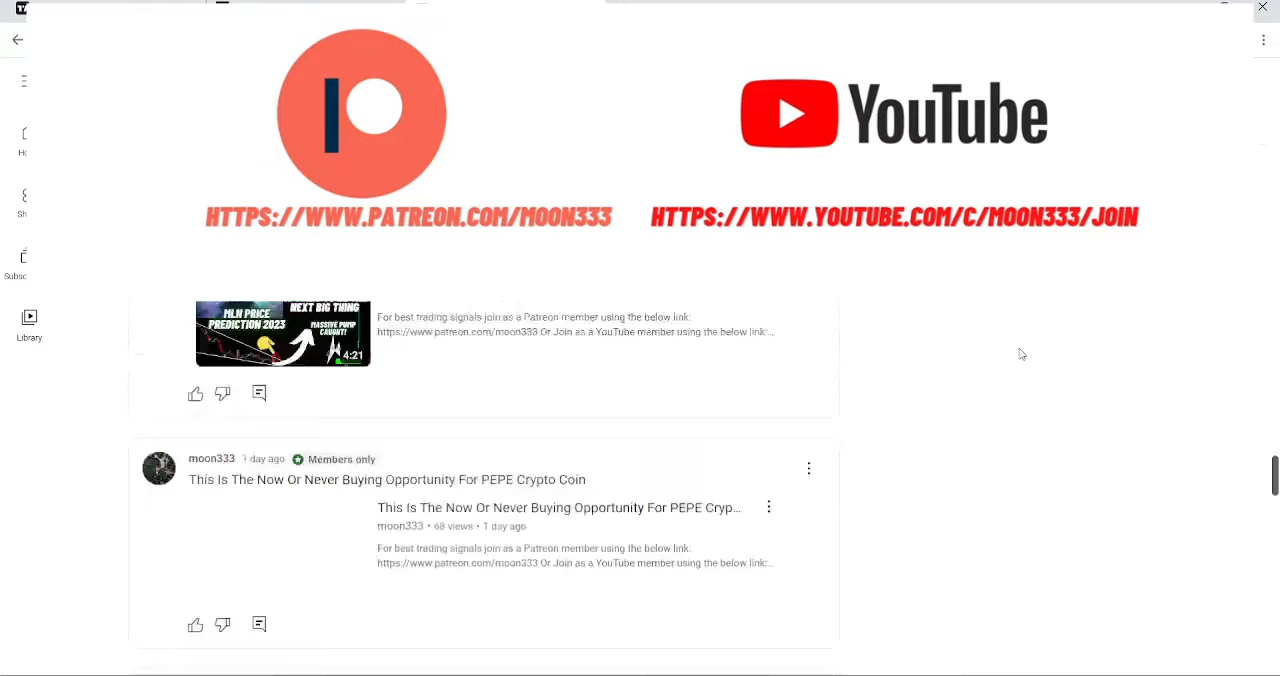 YouTube
HTTPS://WWW.PATREON.COM/MOON333
HTTPS://WWW.YOUTUBE.COM/C/MOON333/JOIN
NEXT BIG THING
MLN PRICE
PREDICTION 2023
MASSIVE PUMP
CAUGHT!
4:21
For best trading signals join as a Patreon member using the below link:
https://www.patreon.com/moon333 Or Join as a YouTube member using the below link:...
Ho
Sh
Subsc
Library
moon333 1 day ago Members only
This Is The Now Or Never Buying Opportunity For PEPE Crypto Coin
This Is The Now Or Never Buying Opportunity For PEPE Cryp...
moon333 • 68 views • 1 day ago
For best trading signals join as a Patreon member using the below link:
https://www.patreon.com/moon333 Or Join as a YouTube member using the below link:...